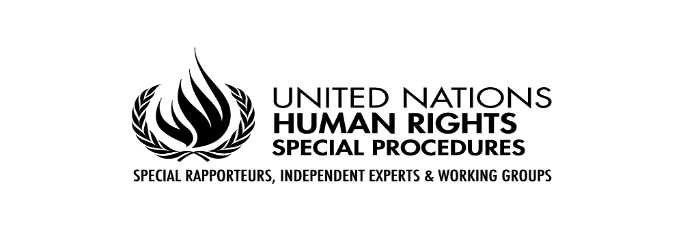 UNITED NATIONS
HUMAN RIGHTS
SPECIAL PROCEDURES
SPECIAL RAPPORTEURS, INDEPENDENT EXPERTS & WORKING GROUPS